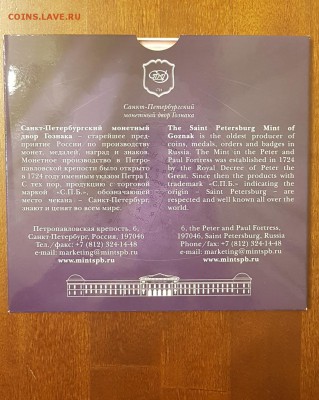 COINS.LAVE.RU
Санкт-Петербургский
монетный двор Гознака
Санкт-Петербургский монетный
двор Гознака – старейшее пред-
приятие России по производству
монет, медалей, наград и знаков.
Монетное производство в Петро-
павловской крепости было открыто
в 1724 году именным указом Петра I.
С тех пор, продукцию с торговой
маркой «С.П.Б.», обозначающей
место чекана – Санкт-Петербург,
знают и ценят во всем мире.
Петропавловская крепость, 6,
Санкт-Петербург, Россия, 197046
Тел./факс: +7 (812) 324-14-48
e-mail: marketing@mintspb.ru
www.mintspb.ru
The Saint Petersburg Mint of
Goznak is the oldest producer of
coins, medals, orders and badges in
Russia. The Mint in the Peter and
Paul Fortress was established in 1724
by the Royal Decree of Peter the
Great. Since then the products with
trademark «С.П.Б.» indicating the
origin – Saint Petersburg – are
respected and well known all over the
world.
6, the Peter and Paul Fortress,
197046, Saint Petersburg, Russia
Phone/fax: +7 (812) 324-14-48
e-mail: marketing@mintspb.ru
www.mintspb.ru